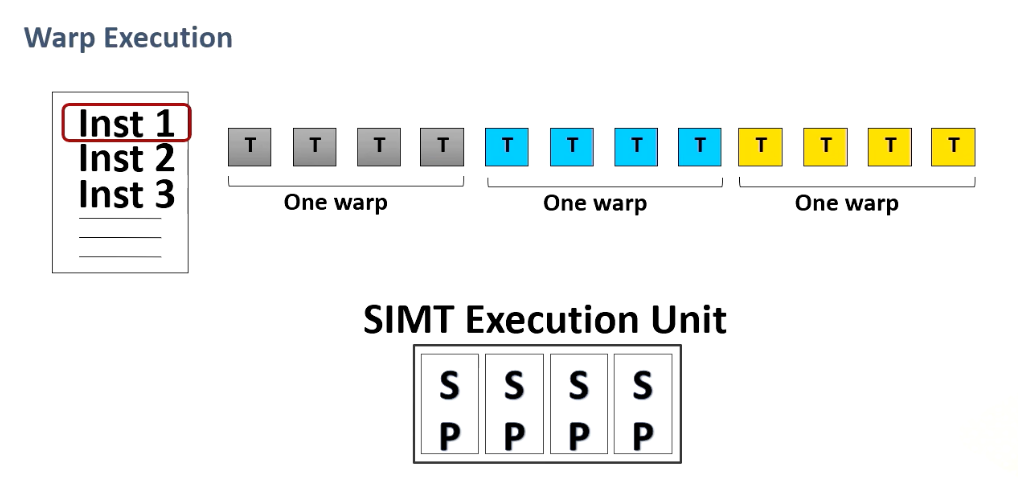 Warp Execution
Inst 1
Inst 2
Inst 3
T T T T T T T T T T T T
One warp One warp One warp
SIMT Execution Unit
S S S S
P P P P